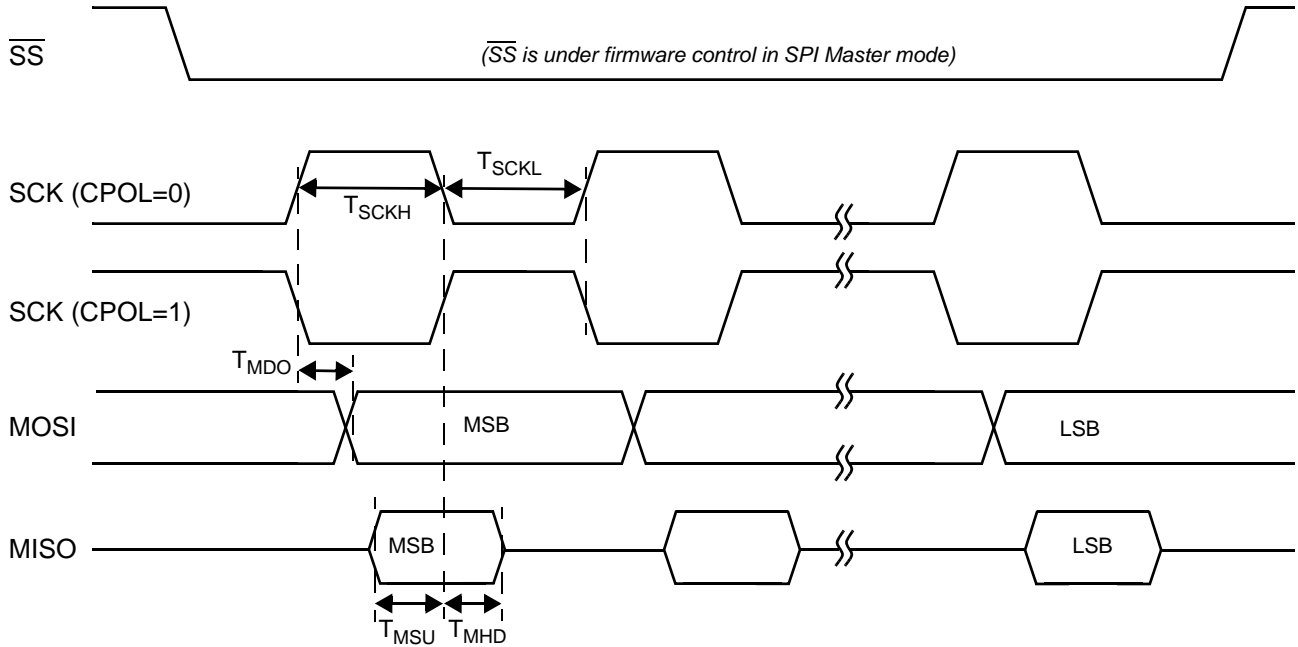 SS
(SS is under firmware control in SPI Master mode)
SCK (CPOL=0)
TSCKH
TSCKL
SCK (CPOL=1)
TMDO
MOSI
MSB
LSB
MISO
MSB
LSB
TMSU
TMHD